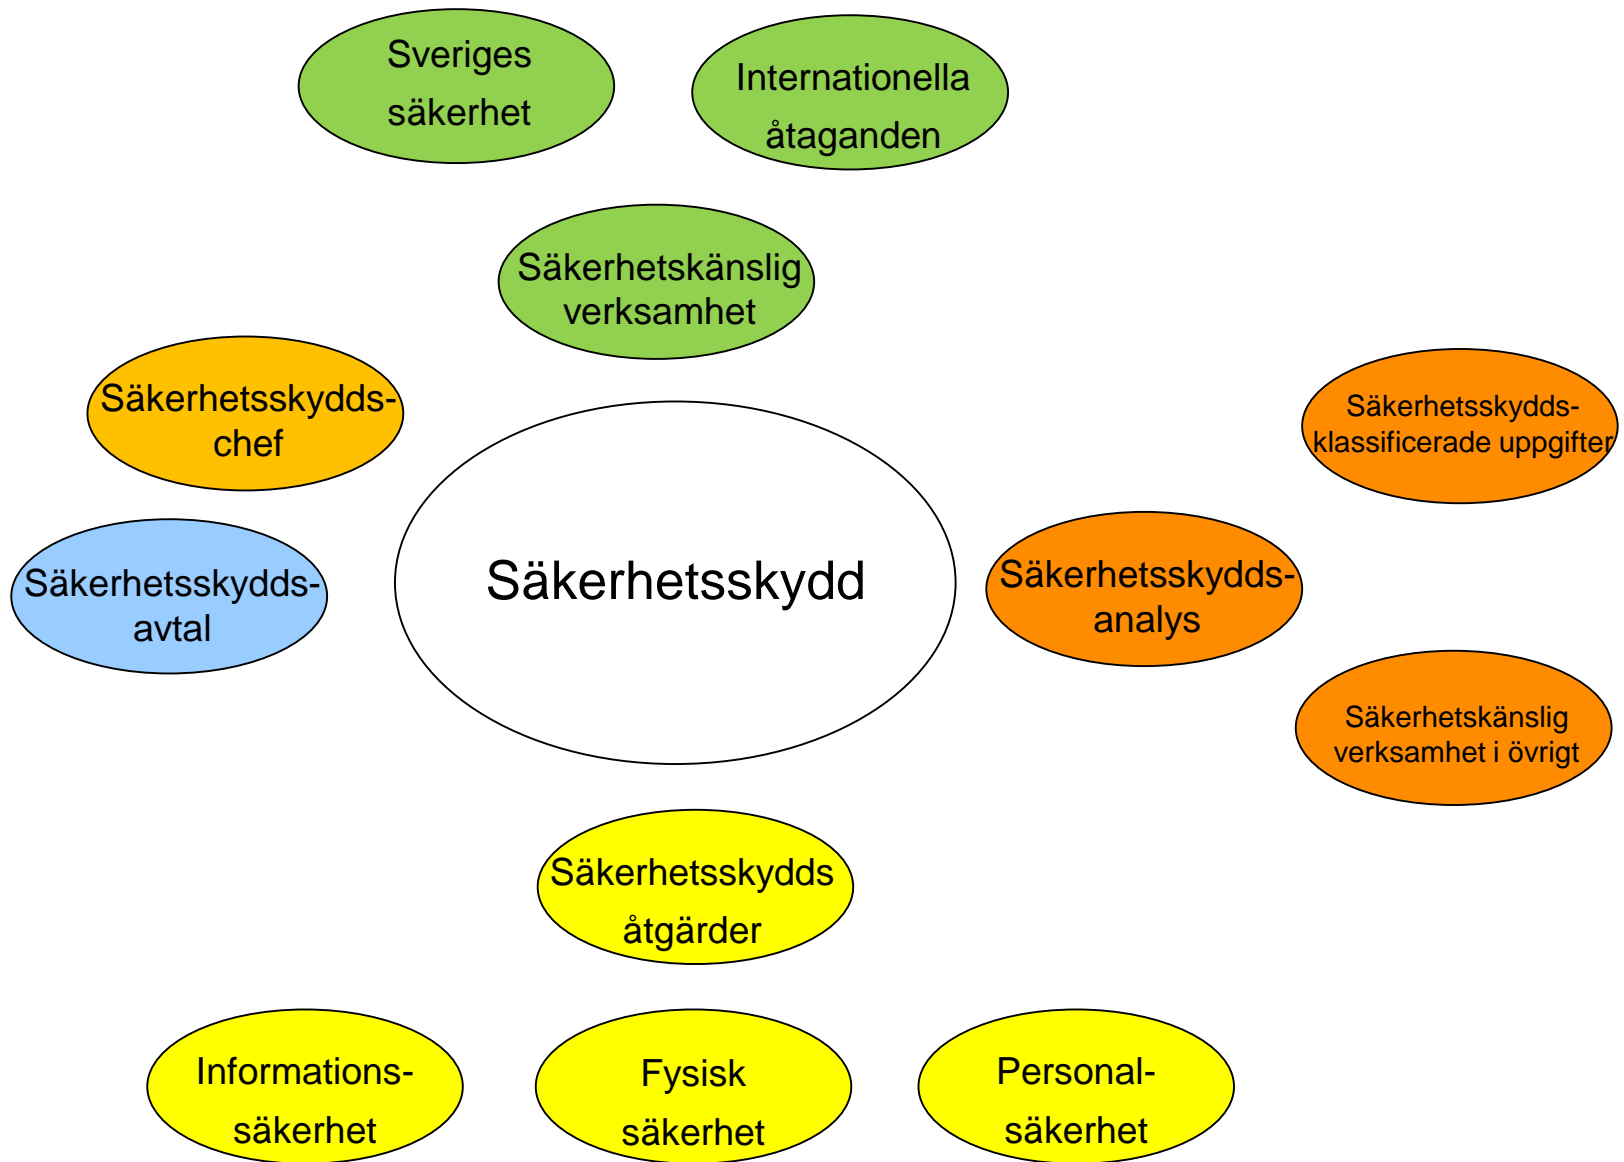 Sveriges
säkerhet
Internationella
åtaganden
Säkerhetskänslig
verksamhet
Säkerhetsskydds-
chef
Säkerhetsskydds-
klassificerade uppgifter
Säkerhetsskydds-
avtal
Säkerhetsskydd
Säkerhetsskydds-
analys
Säkerhetskänslig
verksamhet i övrigt
Säkerhetsskydds
åtgärder
Informations-
säkerhet
Fysisk
säkerhet
Personal-
säkerhet